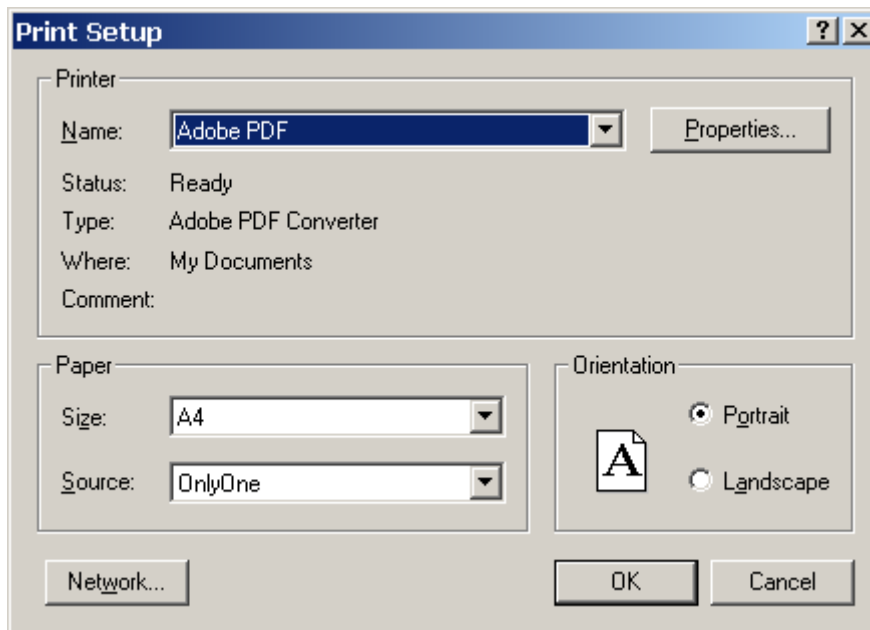 Print Setup
Printer
Name: Adobe PDF Properties...
Status: Ready
Type: Adobe PDF Converter
Where: My Documents
Comment:
Paper
Size: A4
Source: OnlyOne
Orientation
A
Portrait
Landscape
Network... OK Cancel